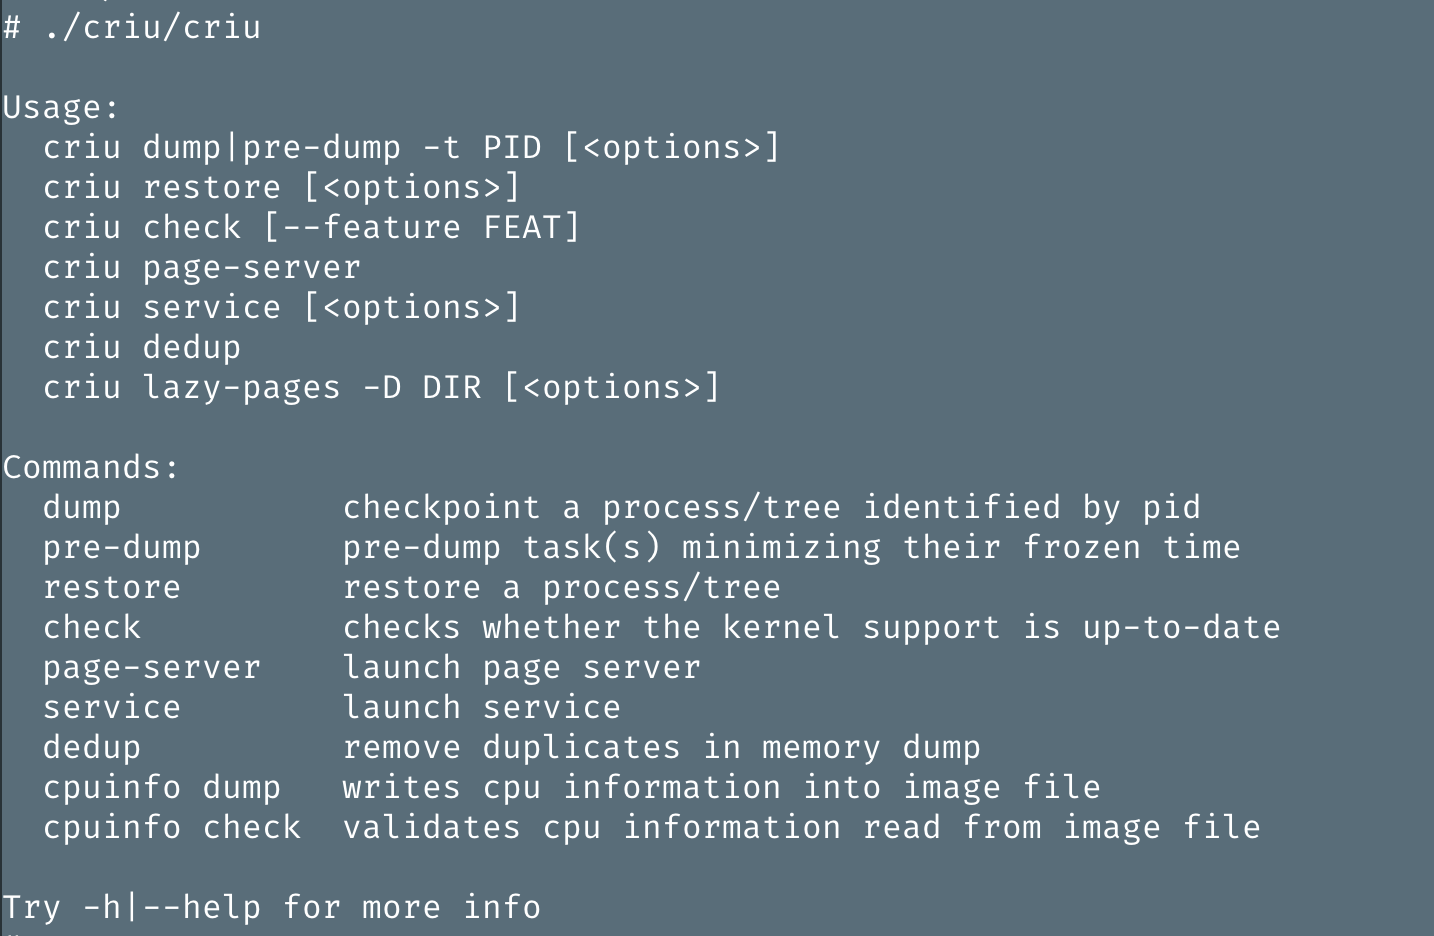 # ./criu/criu
Usage:
criu dump|pre-dump -t PID [<options>]
criu restore [<options>]
criu check [--feature FEAT]
criu page-server
criu service [<options>]
criu dedup
criu lazy-pages -D DIR [<options>]
Commands:
dump checkpoint a process/tree identified by pid
pre-dump pre-dump task(s) minimizing their frozen time
restore restore a process/tree
check checks whether the kernel support is up-to-date
page-server launch page server
service launch service
dedup remove duplicates in memory dump
cpuinfo dump writes cpu information into image file
cpuinfo check validates cpu information read from image file
Try -h|--help for more info